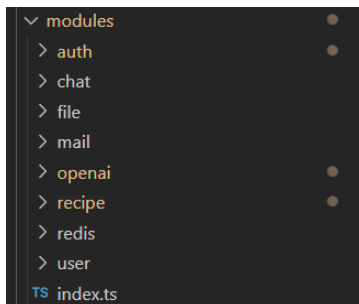 modules
auth
chat
file
mail
openai
recipe
redis
user
TS index.ts